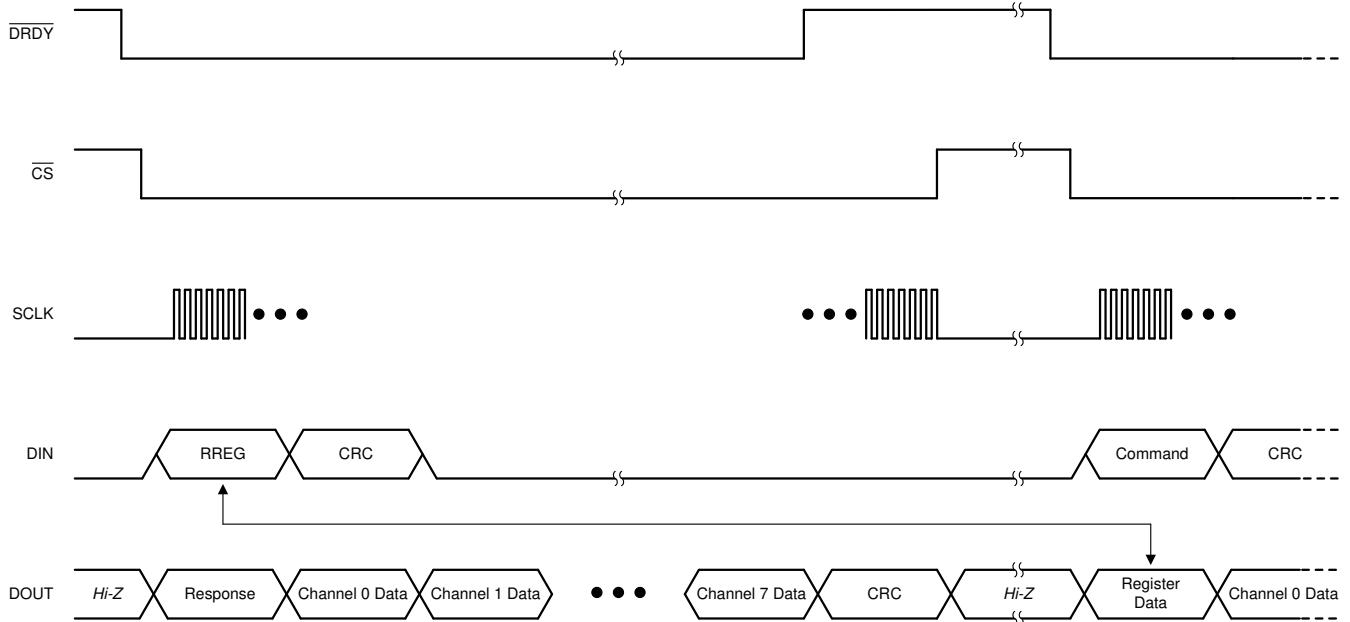 DRDY
CS
SCLK
DIN
RREG
CRC
Command
CRC
DOUT
Hi-Z
Response
Channel 0 Data
Channel 1 Data
Channel 7 Data
CRC
Hi-Z
Register
Data
Channel 0 Data